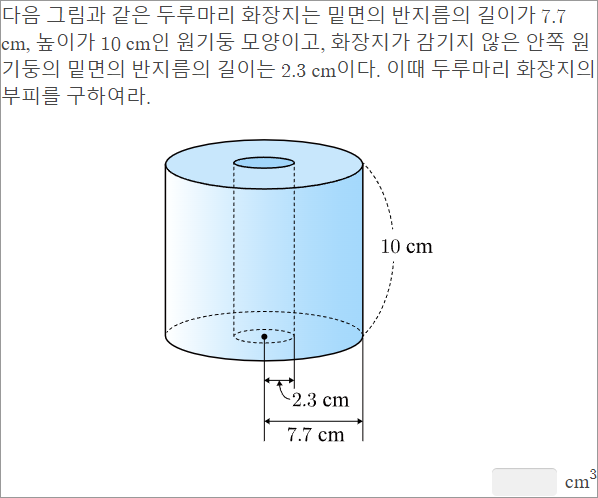 다음 그림과 같은 두루마리 화장지는 밑면의 반지름의 길이가 7.7
cm, 높이가 10 cm인 원기둥 모양이고, 화장지가 감기지 않은 안쪽 원
기둥의 밑면의 반지름의 길이는 2.3 cm이다. 이때 두루마리 화장지의
부피를 구하여라.
10 cm
2.3 cm
7.7 cm
cm³